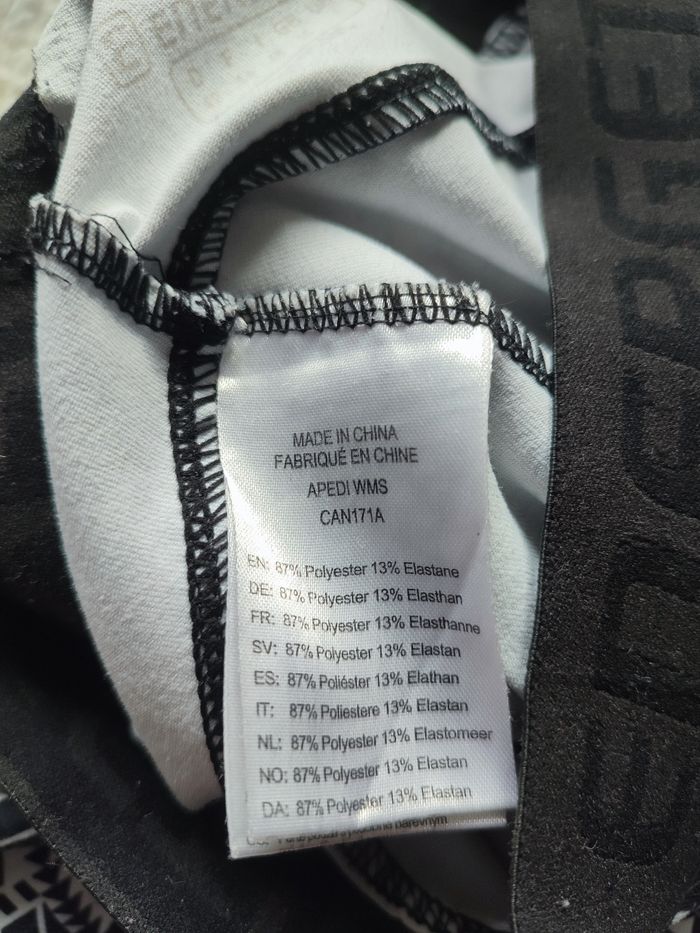 MADE IN CHINA
FABRIQUÉ EN CHINE
APEDI WMS
CAN171A
EN: 87% Polyester 13% Elastane
DE: 87% Polyester 13% Elasthan
FR: 87% Polyester 13% Elasthanne
SV: 87% Polyester 13% Elastan
ES: 87% Poliéster 13% Elathan
IT: 87% Poliestere 13% Elastan
NL: 87% Polyester 13% Elastomeer
NO: 87% Polyester 13% Elastan
DA: 87% Polyester 13% Elastan